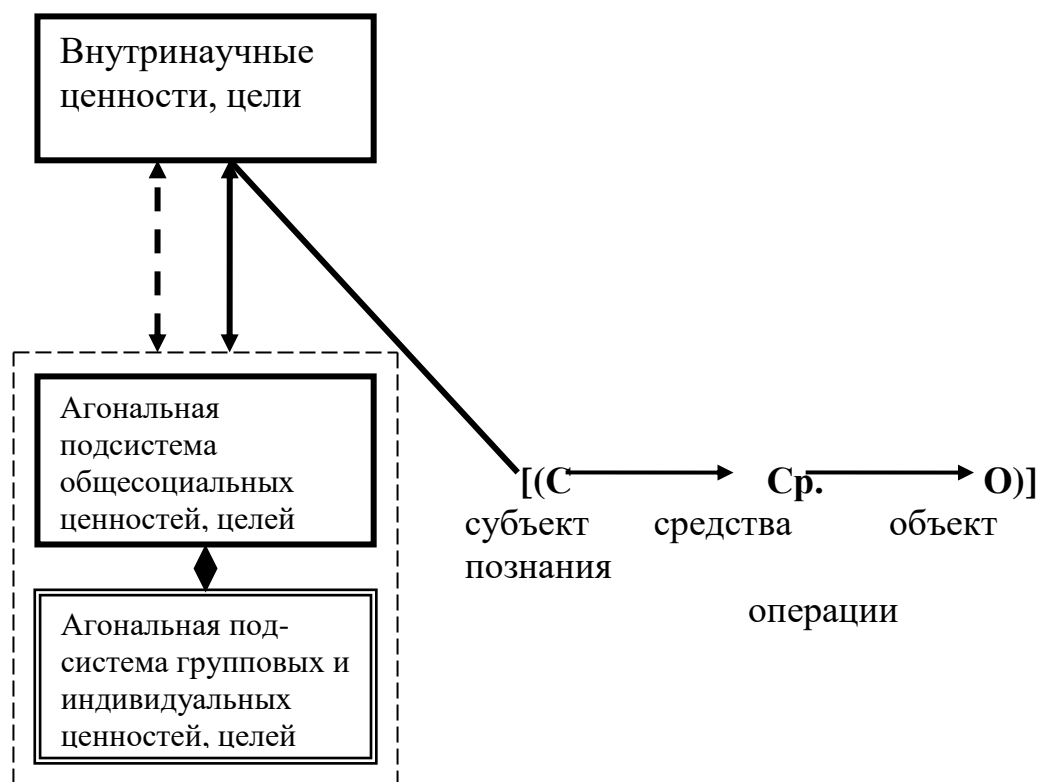 Внутринаучные
ценности, цели
Агональная
подсистема
общесоциальных
ценностей, целей
Агональная под-
система групповых и
индивидуальных
ценностей, целей
[(С Ср. О)]
субъект средства объект
познания
операции